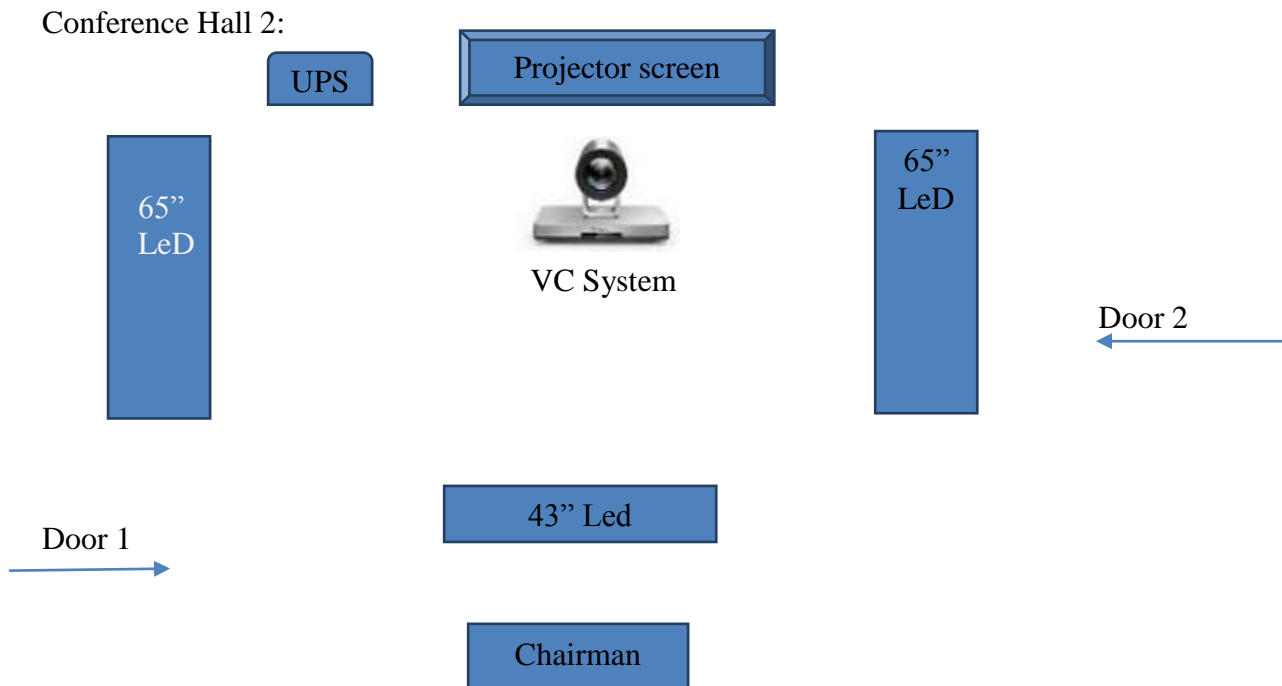 Conference Hall 2:
UPS
Projector screen
65”
LeD
65”
LeD
VC System
Door 2
43” Led
Door 1
Chairman